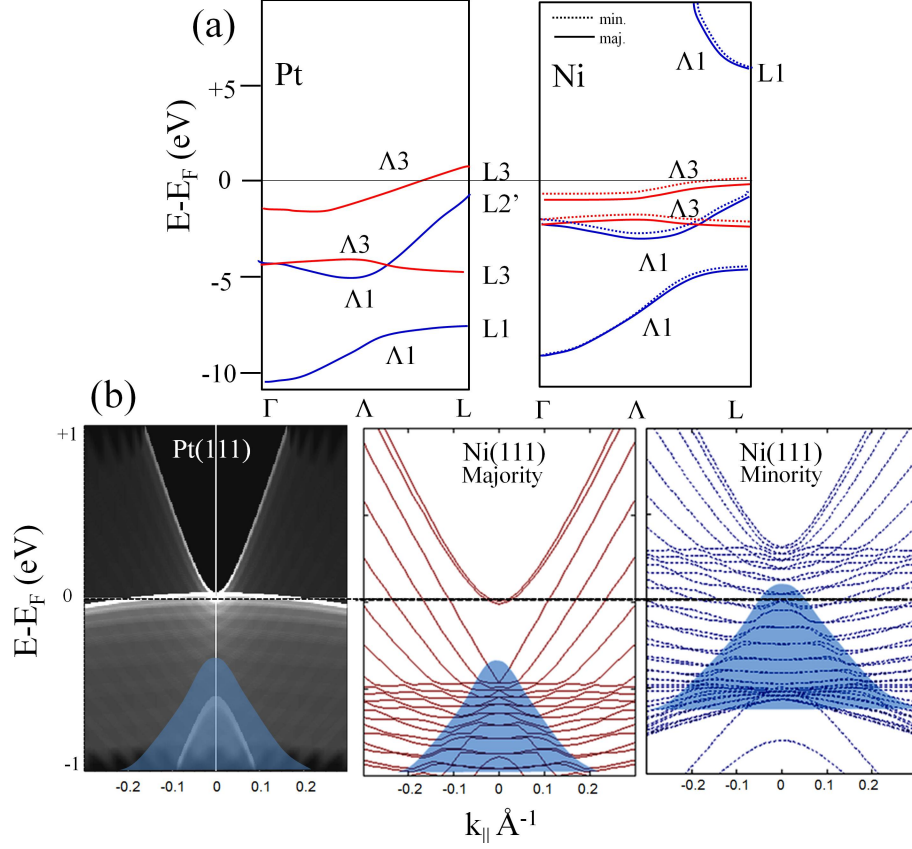 (a)
Pt
Ni
min.
maj.
Λ1
L1
+5
0
-5
-10
E-E_F (eV)
Λ3
L3
L2’
Λ3
L3
Λ1
L1
Λ1
Λ3
Λ3
Λ1
Λ1
Γ Λ L
Γ Λ L
(b)
+1
0
-1
E-E_F (eV)
Pt(111)
Ni(111)
Majority
Ni(111)
Minority
-0.2 -0.1 0 0.1 0.2
-0.2 -0.1 0 0.1 0.2
-0.2 -0.1 0 0.1 0.2
k_|| Å⁻¹